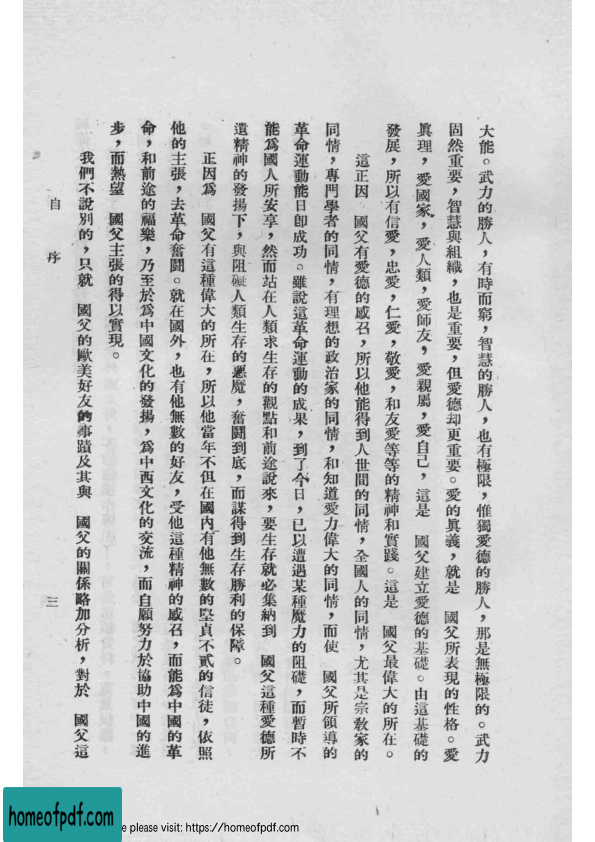 大能。武力的勝人，有時而窮，智慧的勝人，也有極限，惟獨愛德的勝人，那是無極限的。武力
固然重要，智慧與組織，也是重要，但愛德却更重要。愛的眞義，就是　國父所表現的性格。愛
眞理，愛國家，愛人類，愛師友，愛親屬，愛自己，這是　國父建立愛德的基礎。由這基礎的
發展，所以有信愛，忠愛，仁愛，敬愛，和友愛等等的精神和實踐。這是　國父最偉大的所在。
這正因　國父有愛德的感召，所以他能得到人世間的同情，全國人的同情，尤其是宗敎家的
同情，專門學者的同情，有理想的政治家的同情，和知道愛力偉大的同情，而使　國父所領導的
革命運動能日卽成功。雖說這革命運動的成果，到了今日，已以遭遇某種魔力的阻礎，而暫時不
能爲國人所安享，然而站在人類求生存的觀點和前途說來，要生存就必集納到　國父這種愛德所
遺精神的發揚下，與阻礙人類生存的惡魔，奮鬪到底，而謀得到生存勝利的保障。
正因爲　國父有這種偉大的所在，所以他當年不但在國內有他無數的堅貞不貳的信徒，依照
他的主張，去革命奮鬪。就在國外，也有他無數的好友，受他這種精神的感召，而能爲中國的革
命，和前途的福樂，乃至於爲中國文化的發揚，爲中西文化的交流，而自願努力於協助中國的進
步，而熱望　國父主張的得以實現。
我們不說別的，只就　國父的歐美好友的事蹟及其與　國父的關係略加分析，對於　國父這
自序
三
homeofpdf.com
e please visit: https://homeofpdf.com